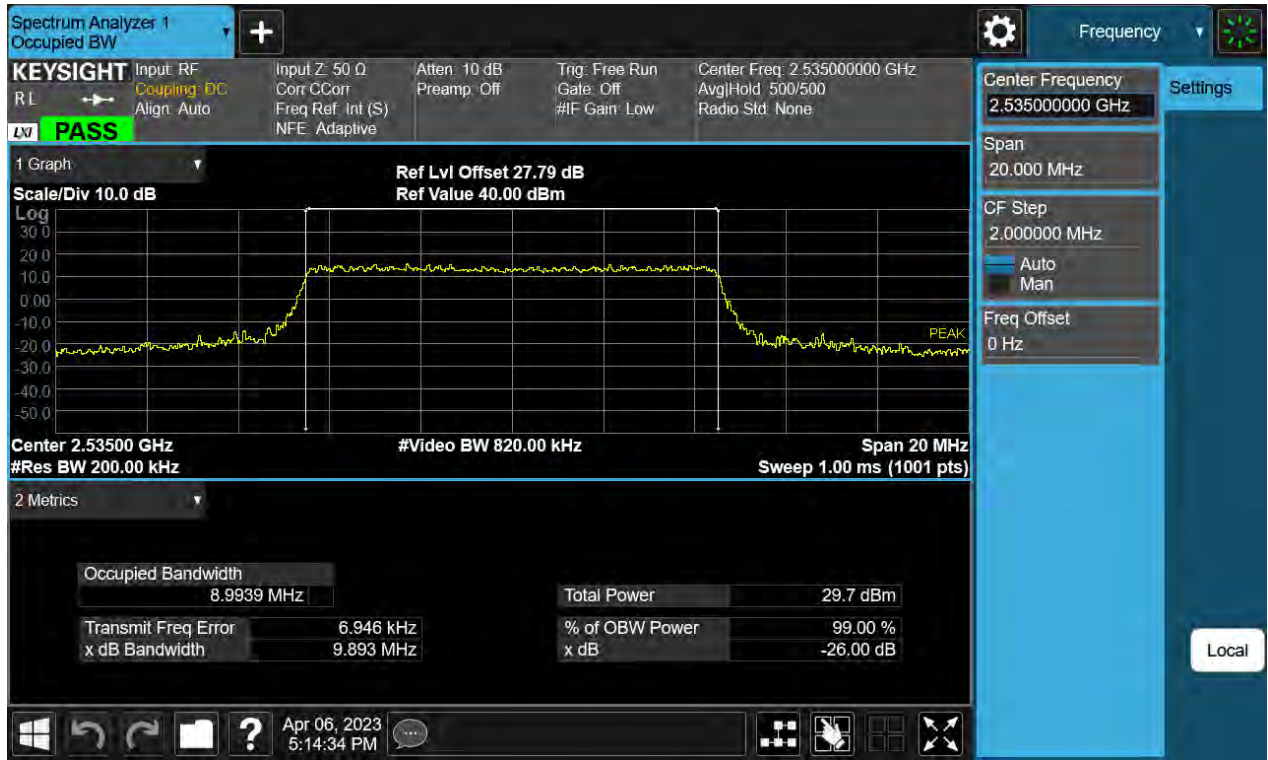 Spectrum Analyzer 1
Occupied BW
+
Frequency
KEYSIGHT
RL
LXI
PASS
Input: RF
Coupling: DC
Align: Auto
Input Z: 50 Ω
Corr CCorr
Freq Ref: Int (S)
NFE: Adaptive
Atten: 10 dB
Preamp: Off
Trig: Free Run
Gate: Off
#IF Gain: Low
Center Freq: 2.535000000 GHz
Avg|Hold: 500/500
Radio Std: None
1 Graph
Scale/Div 10.0 dB
Ref Lvl Offset 27.79 dB
Ref Value 40.00 dBm
Log
30.0
20.0
10.0
0.00
-10.0
-20.0
-30.0
-40.0
-50.0
PEAK
Center 2.53500 GHz
#Video BW 820.00 kHz
Span 20 MHz
#Res BW 200.00 kHz
Sweep 1.00 ms (1001 pts)
2 Metrics
Occupied Bandwidth
8.9939 MHz
Transmit Freq Error 6.946 kHz
x dB Bandwidth 9.893 MHz
Total Power 29.7 dBm
% of OBW Power 99.00 %
x dB -26.00 dB
?
Apr 06, 2023
5:14:34 PM
Center Frequency
2.535000000 GHz
Span
20.000 MHz
CF Step
2.000000 MHz
Auto
Man
Freq Offset
0 Hz
Settings
Local